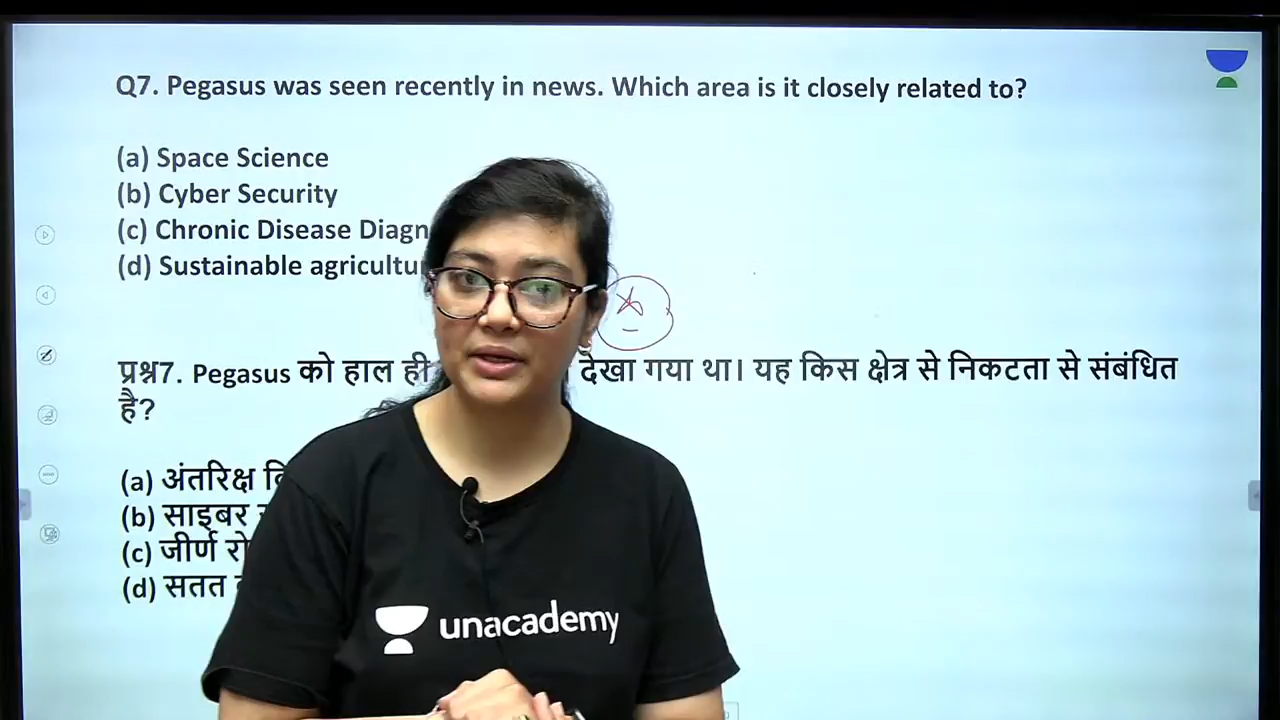 Q7. Pegasus was seen recently in news. Which area is it closely related to?
(a) Space Science
(b) Cyber Security
(c) Chronic Disease
(d) Sustainable
प्रश्न7. Pegasus को हाल ही देखा गया था। यह किस क्षेत्र से निकटता से संबंधित
है?
(a) अंतरिक्ष
(b) साइबर
(c) जीर्ण
(d) सतत
unacademy